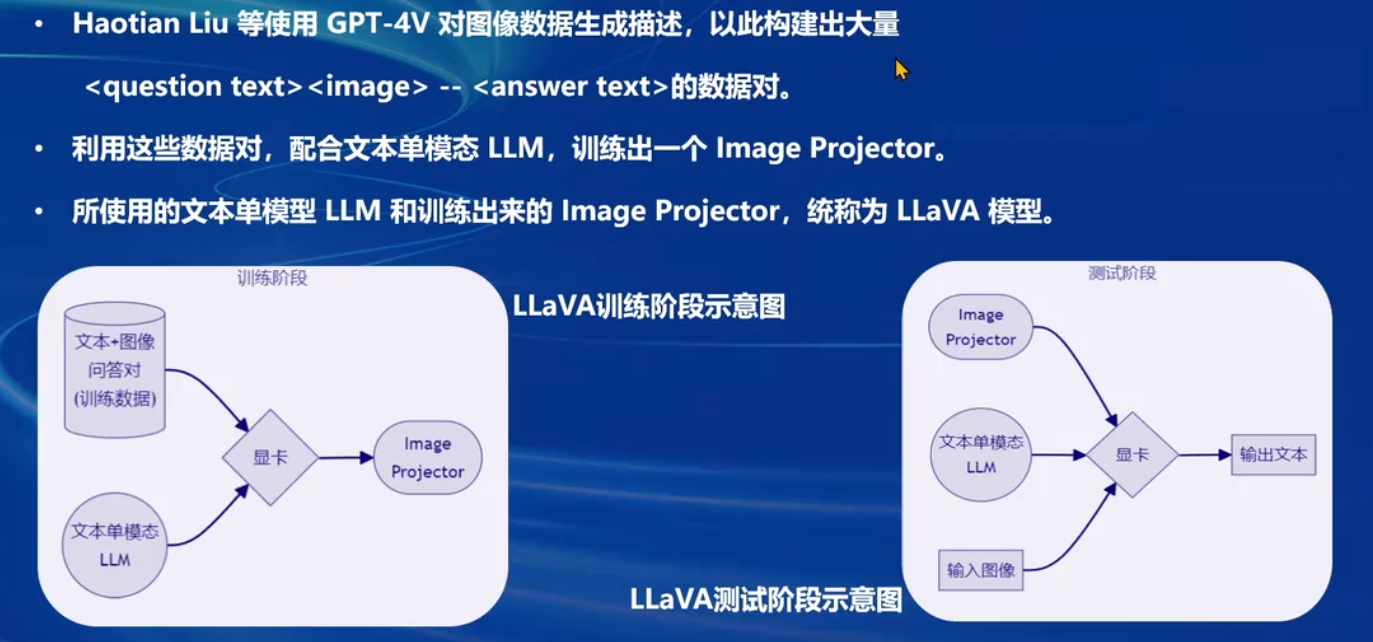 • Haotian Liu 等使用 GPT-4V 对图像数据生成描述，以此构建出大量
<question text><image> -- <answer text>的数据对。
• 利用这些数据对，配合文本单模态 LLM，训练出一个 Image Projector。
• 所使用的文本单模型 LLM 和训练出来的 Image Projector，统称为 LLaVA 模型。
训练阶段
文本+图像
问答对
(训练数据)
文本单模态
LLM
显卡
Image
Projector
LLaVA训练阶段示意图
测试阶段
Image
Projector
文本单模态
LLM
输入图像
显卡
输出文本
LLaVA测试阶段示意图